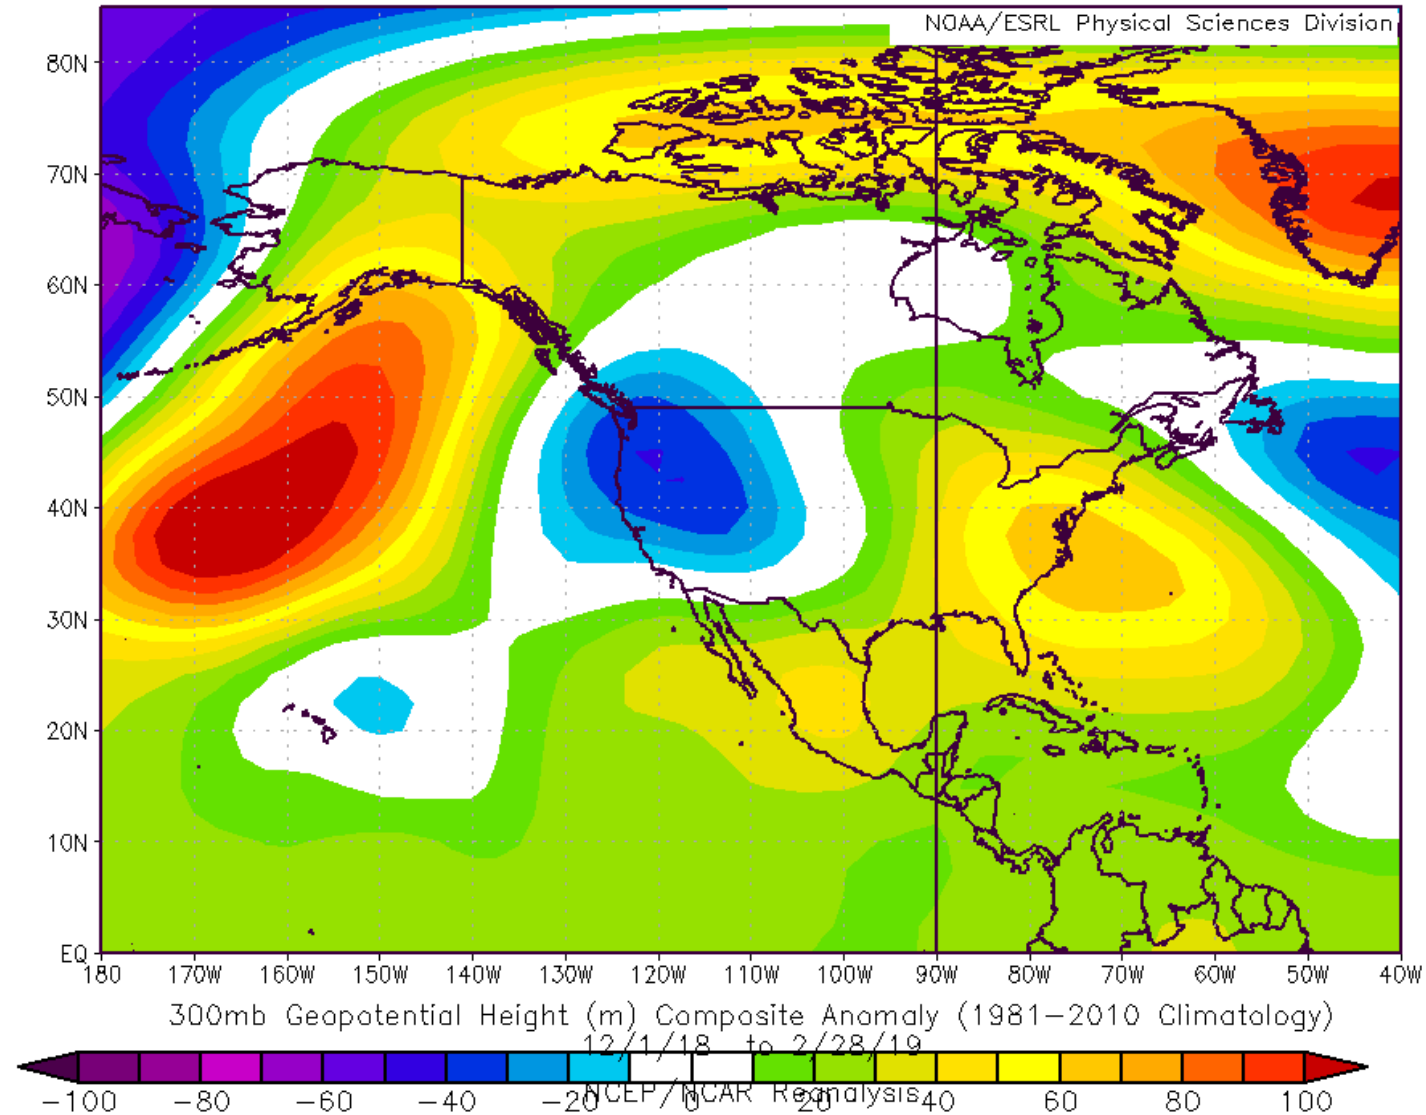 NOAA/ESRL Physical Sciences Division
80N
70N
60N
50N
40N
30N
20N
10N
EQ
180 170W 160W 150W 140W 130W 120W 110W 100W 90W 80W 70W 60W 50W 40W
300mb Geopotential Height (m) Composite Anomaly (1981-2010 Climatology)
12/1/18 to 2/28/19
NCEP/NCAR Reanalysis
-100 -80 -60 -40 -20 0 20 40 60 80 100